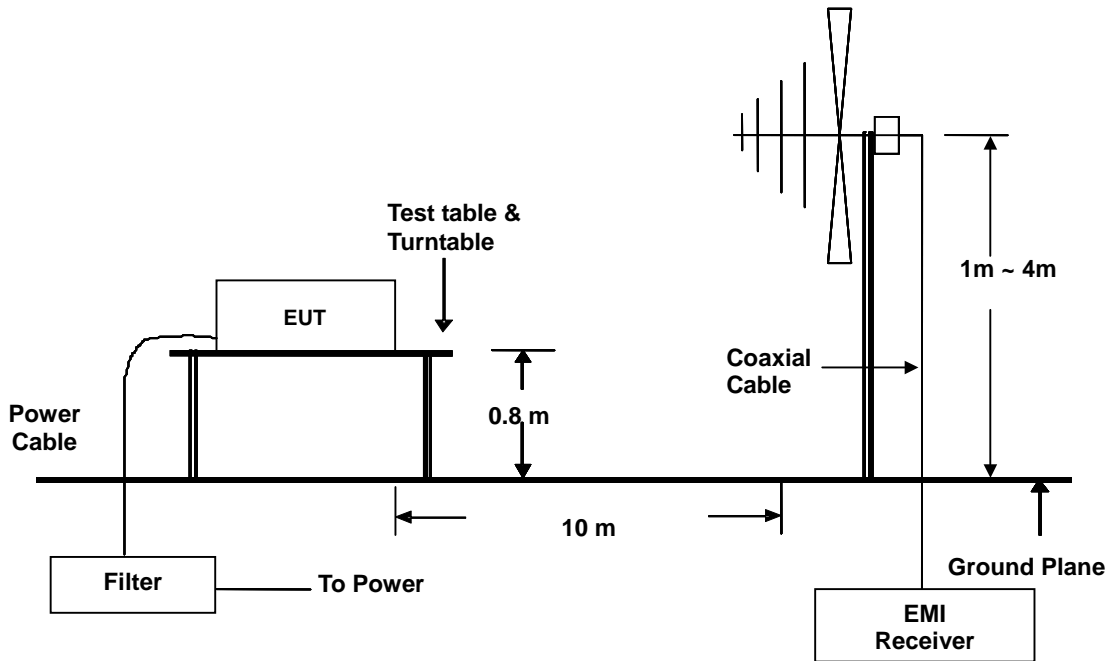 Test table &
Turntable
EUT
1m ~ 4m
Coaxial
Cable
0.8 m
Power
Cable
10 m
Filter
To Power
Ground Plane
EMI
Receiver